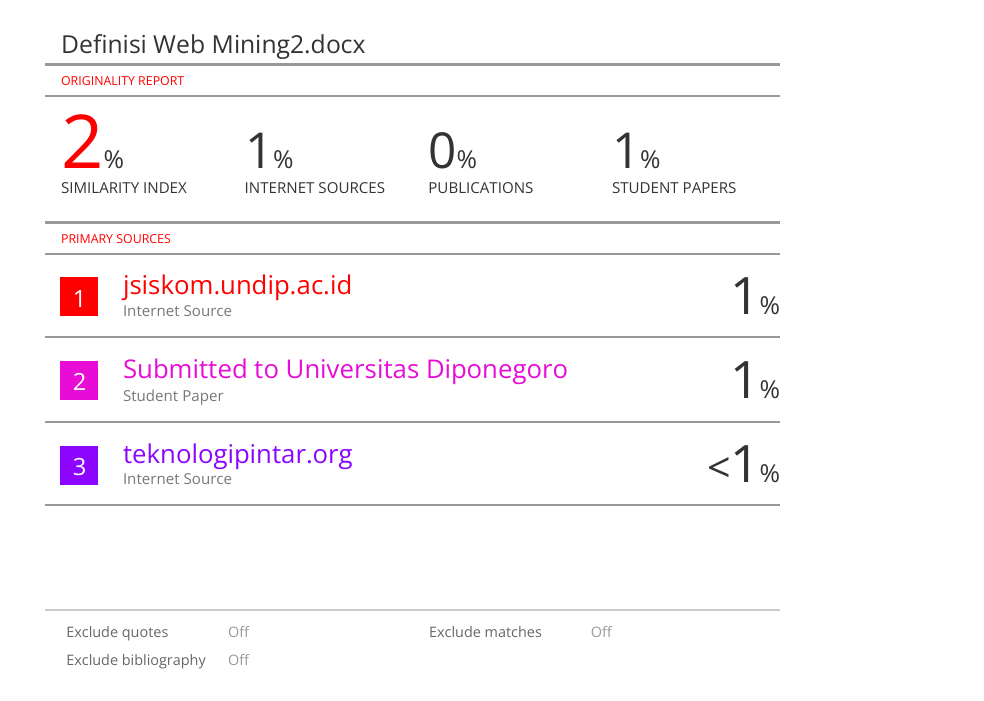 Definisi Web Mining2.docx
ORIGINALITY REPORT
2% 1% 0% 1%
SIMILARITY INDEX INTERNET SOURCES PUBLICATIONS STUDENT PAPERS
PRIMARY SOURCES
1 jsiskom.undip.ac.id 1%
Internet Source
2 Submitted to Universitas Diponegoro 1%
Student Paper
3 teknologipintar.org <1%
Internet Source
Exclude quotes Off Exclude matches Off
Exclude bibliography Off